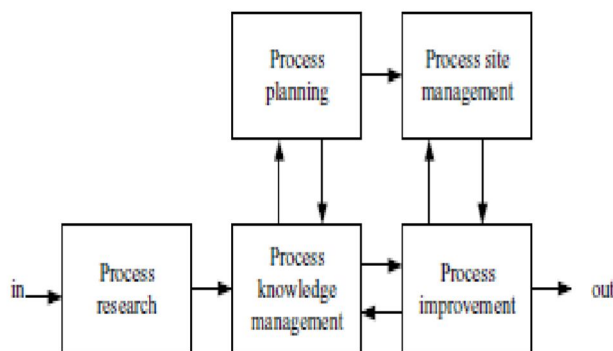 Process
planning
Process site
management
in
Process
research
Process
knowledge
management
Process
improvement
out